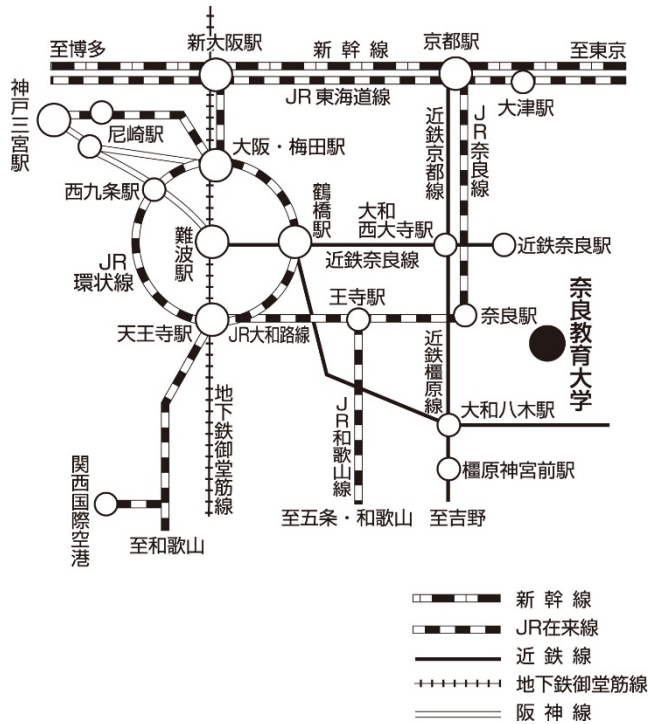 至博多
新大阪駅
新幹線
京都駅
至東京
神戸三宮駅
尼崎駅
JR東海道線
大津駅
大阪・梅田駅
近鉄京都線
JR奈良線
西九条駅
鶴橋駅
大和
西大寺駅
難波駅
近鉄奈良線
近鉄奈良駅
JR
環状線
王寺駅
奈良駅
奈良教育大学
天王寺駅
JR大和路線
近鉄橿原線
地下鉄御堂筋線
JR和歌山線
大和八木駅
関西国際空港
橿原神宮前駅
至和歌山
至五条・和歌山
至吉野
新幹線
JR在来線
近鉄線
地下鉄御堂筋線
阪神線